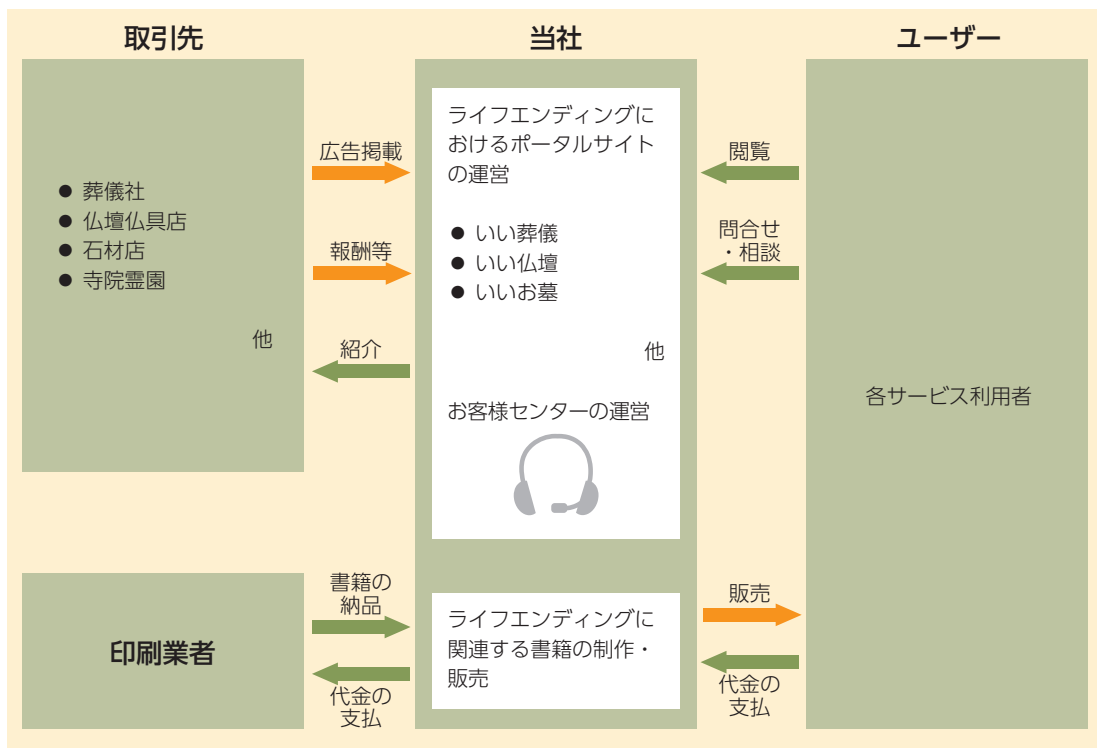 取引先
当社
ユーザー
● 葬儀社
● 仏壇仏具店
● 石材店
● 寺院霊園
他
広告掲載
報酬等
紹介
ライフエンディングに
おけるポータルサイト
の運営
● いい葬儀
● いい仏壇
● いいお墓
他
お客様センターの運営
閲覧
問合せ
・相談
各サービス利用者
印刷業者
書籍の
納品
代金の
支払
ライフエンディングに
関連する書籍の制作・
販売
販売
代金の
支払